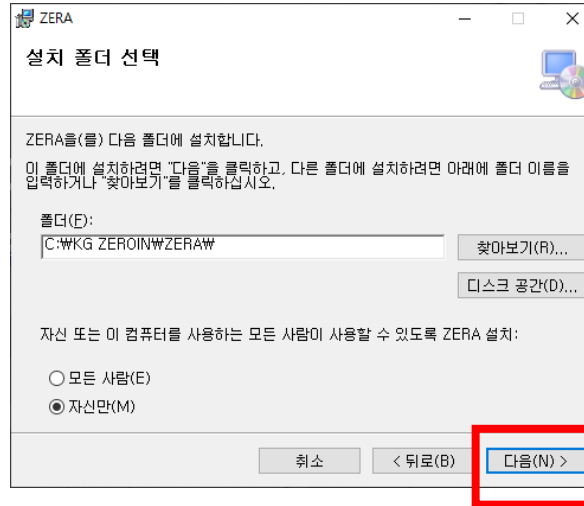 ZERA
설치 폴더 선택
ZERA을(를) 다음 폴더에 설치합니다.
이 폴더에 설치하려면 "다음"을 클릭하고, 다른 폴더에 설치하려면 아래에 폴더 이름을
입력하거나 "찾아보기"를 클릭하십시오.
폴더(F):
C:₩KG ZEROIN₩ZERA₩
찾아보기(R)...
디스크 공간(D)...
자신 또는 이 컴퓨터를 사용하는 모든 사람이 사용할 수 있도록 ZERA 설치:
모든 사람(E)
자신만(M)
취소
< 뒤로(B)
다음(N) >